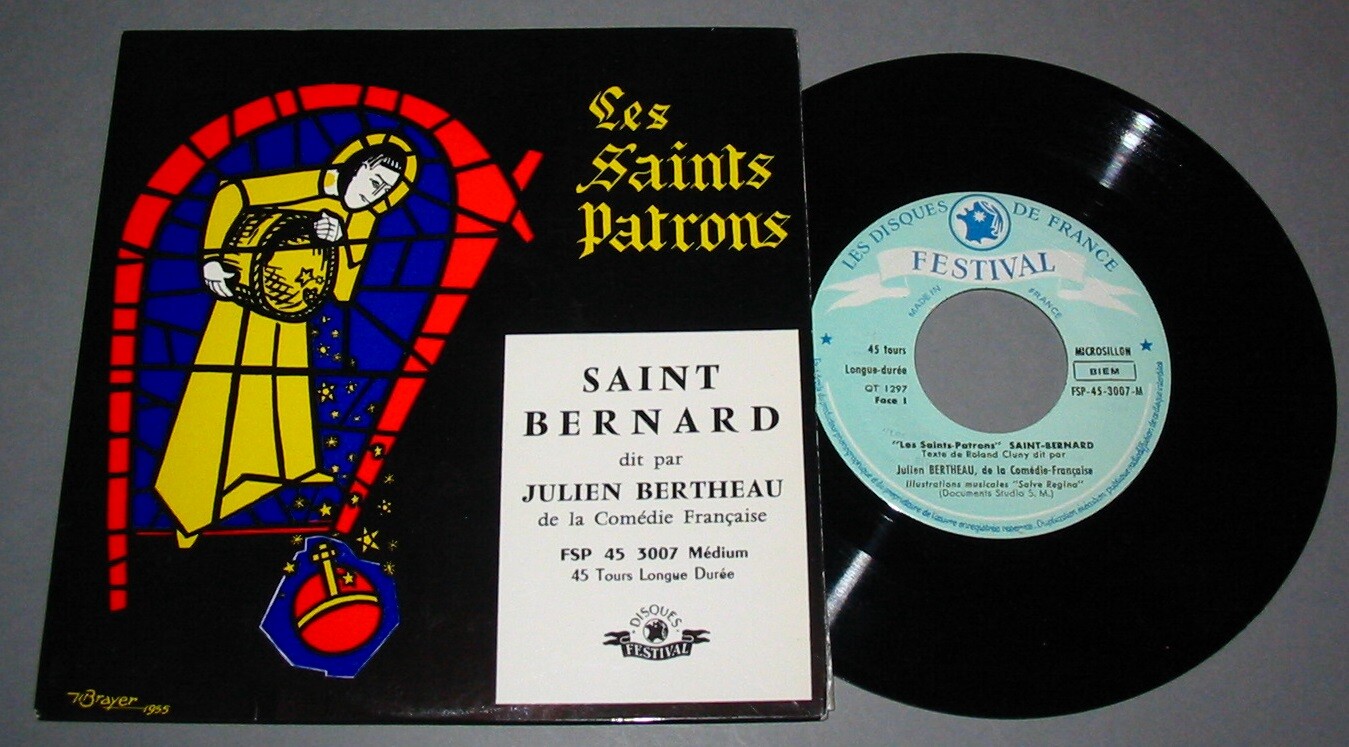 Les
Saints
Patrons
SAINT
BERNARD
dit par
JULIEN BERTHEAU
de la Comédie Française
FSP 45 3007 Médium
45 Tours Longue Durée
DISQUES
FESTIVAL
Brayer
1955
LES DISQUES DE FRANCE
FESTIVAL
MADE IN FRANCE
45 tours
Longue-durée
QT 1297
Face 1
MICROSILLON
BIEM
FSP-45-3007-M
"Les Saints-Patrons" SAINT-BERNARD
Texte de Roland Cluny dit par
Julien BERTHEAU, de la Comédie-Française
Illustrations musicales "Salve Regina"
(Documents Studio S. M.)